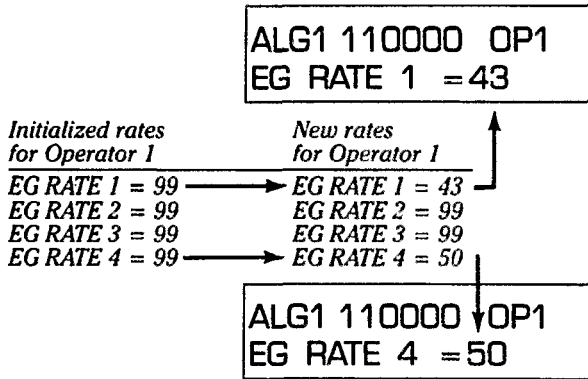 ALG1 110000 OP1
EG RATE 1 =43
Initialized rates
for Operator 1
New rates
for Operator 1
EG RATE 1 = 99
EG RATE 1 = 43
EG RATE 2 = 99
EG RATE 2 = 99
EG RATE 3 = 99
EG RATE 3 = 99
EG RATE 4 = 99
EG RATE 4 = 50
ALG1 110000 OP1
EG RATE 4 =50